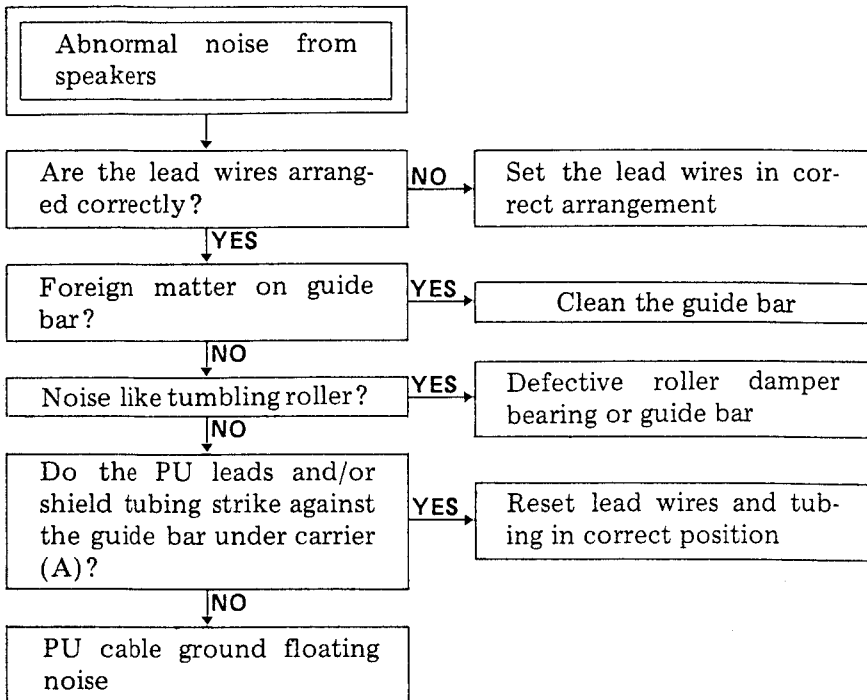 Abnormal noise from
speakers
Are the lead wires arrang-
ed correctly?
NO
Set the lead wires in cor-
rect arrangement
YES
Foreign matter on guide
bar?
YES
Clean the guide bar
NO
Noise like tumbling roller?
YES
Defective roller damper
bearing or guide bar
NO
Do the PU leads and/or
shield tubing strike against
the guide bar under carrier
(A)?
YES
Reset lead wires and tub-
ing in correct position
NO
PU cable ground floating
noise